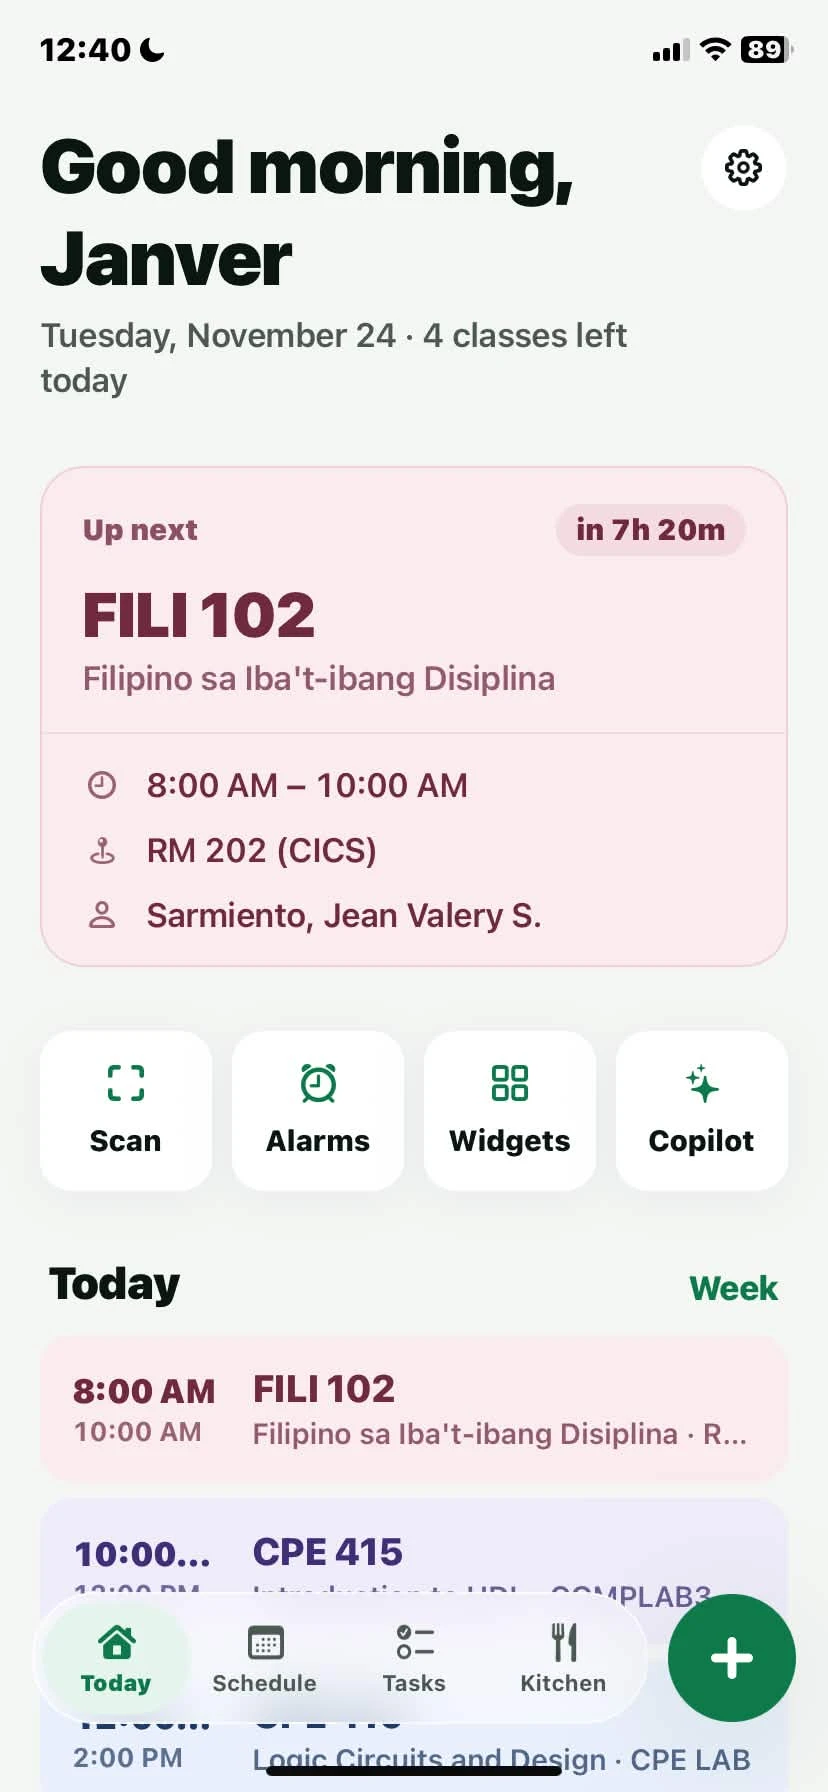 12:40
89
Good morning,
Janver
Tuesday, November 24 · 4 classes left
today
Up next
in 7h 20m
FILI 102
Filipino sa Iba't-ibang Disiplina
8:00 AM – 10:00 AM
RM 202 (CICS)
Sarmiento, Jean Valery S.
Scan
Alarms
Widgets
Copilot
Today
Week
8:00 AM
FILI 102
10:00 AM
Filipino sa Iba't-ibang Disiplina · R...
10:00...
CPE 415
COMPLAB3
Today
Schedule
Tasks
Kitchen
2:00 PM
Logic Circuits and Design · CPE LAB